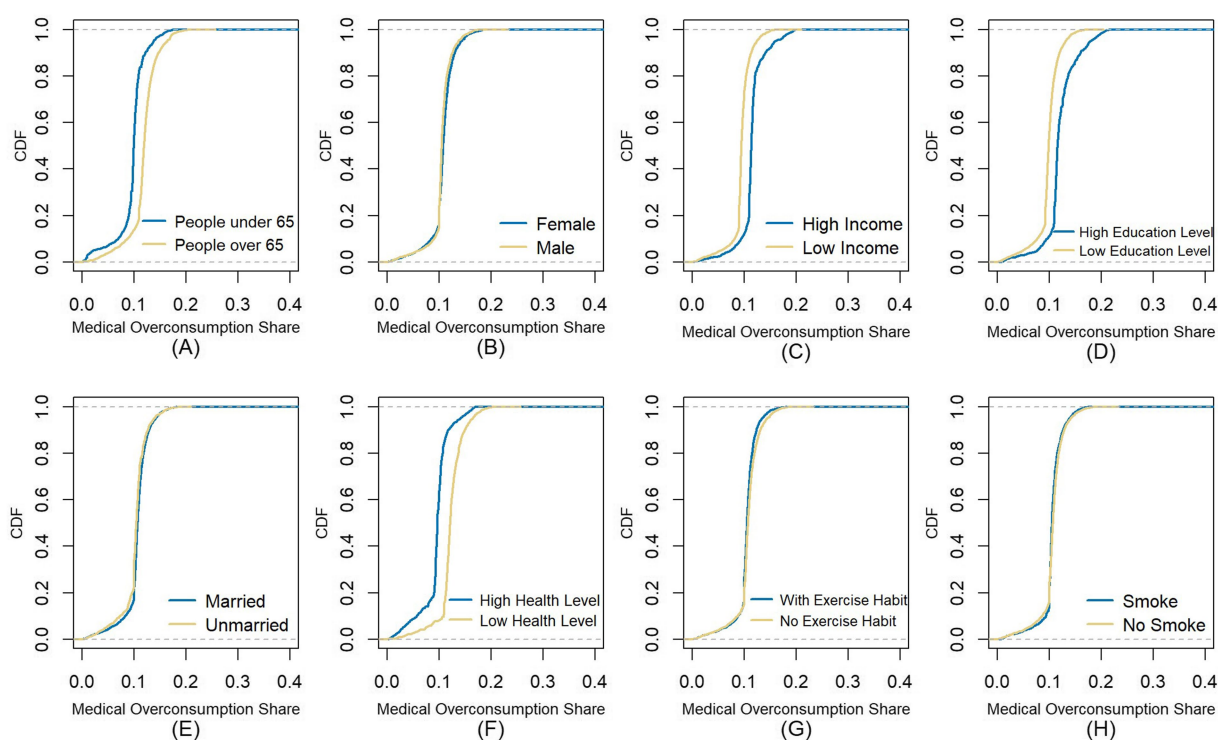 CDF
0.0 0.2 0.4 0.6 0.8 1.0
People under 65
People over 65
0.0 0.1 0.2 0.3 0.4
Medical Overconsumption Share
(A)
CDF
0.0 0.2 0.4 0.6 0.8 1.0
Female
Male
0.0 0.1 0.2 0.3 0.4
Medical Overconsumption Share
(B)
CDF
0.0 0.2 0.4 0.6 0.8 1.0
High Income
Low Income
0.0 0.1 0.2 0.3 0.4
Medical Overconsumption Share
(C)
CDF
0.0 0.2 0.4 0.6 0.8 1.0
High Education Level
Low Education Level
0.0 0.1 0.2 0.3 0.4
Medical Overconsumption Share
(D)
CDF
0.0 0.2 0.4 0.6 0.8 1.0
Married
Unmarried
0.0 0.1 0.2 0.3 0.4
Medical Overconsumption Share
(E)
CDF
0.0 0.2 0.4 0.6 0.8 1.0
High Health Level
Low Health Level
0.0 0.1 0.2 0.3 0.4
Medical Overconsumption Share
(F)
CDF
0.0 0.2 0.4 0.6 0.8 1.0
With Exercise Habit
No Exercise Habit
0.0 0.1 0.2 0.3 0.4
Medical Overconsumption Share
(G)
CDF
0.0 0.2 0.4 0.6 0.8 1.0
Smoke
No Smoke
0.0 0.1 0.2 0.3 0.4
Medical Overconsumption Share
(H)